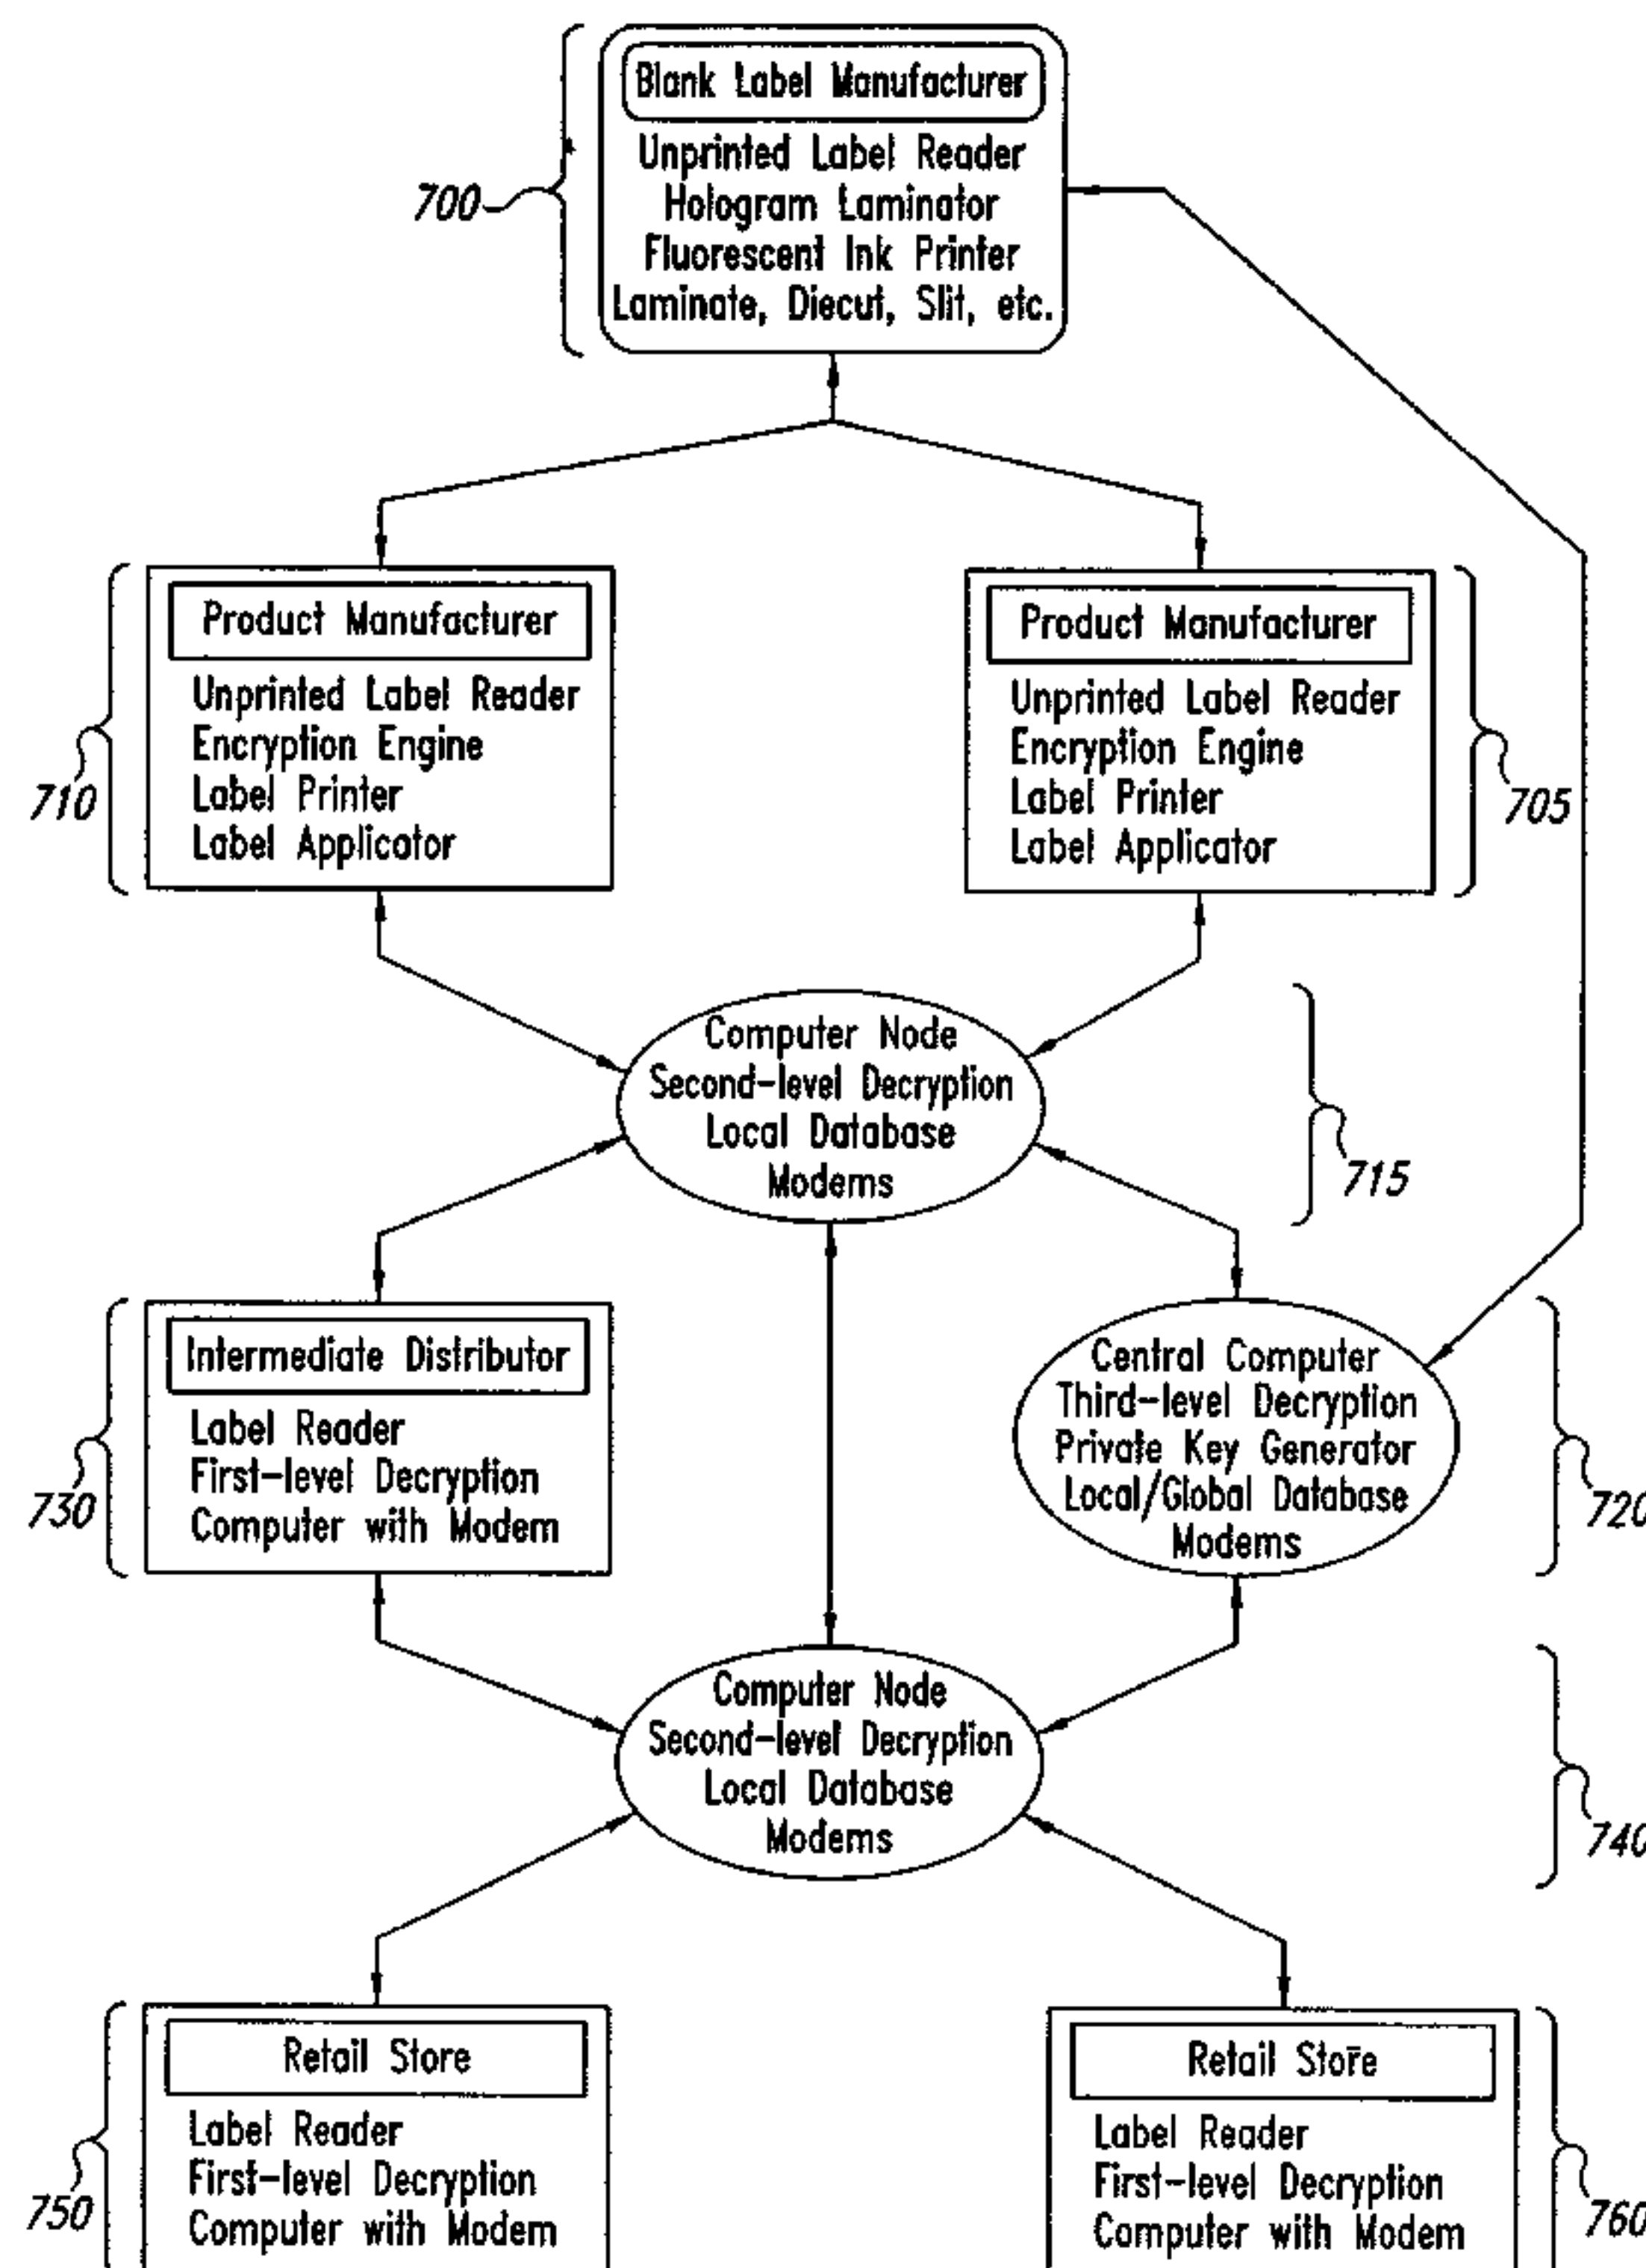 Blank Label Manufacturer
Unprinted Label Reader
Hologram Laminator
Fluorescent Ink Printer
Laminate, Diecut, Slit, etc.
700
Product Manufacturer
Unprinted Label Reader
Encryption Engine
Label Printer
Label Applicator
710
Product Manufacturer
Unprinted Label Reader
Encryption Engine
Label Printer
Label Applicator
705
Computer Node
Second-level Decryption
Local Database
Modems
715
Intermediate Distributor
Label Reader
First-level Decryption
Computer with Modem
730
Central Computer
Third-level Decryption
Private Key Generator
Local/Global Database
Modems
720
Computer Node
Second-level Decryption
Local Database
Modems
740
Retail Store
Label Reader
First-level Decryption
Computer with Modem
750
Retail Store
Label Reader
First-level Decryption
Computer with Modem
760